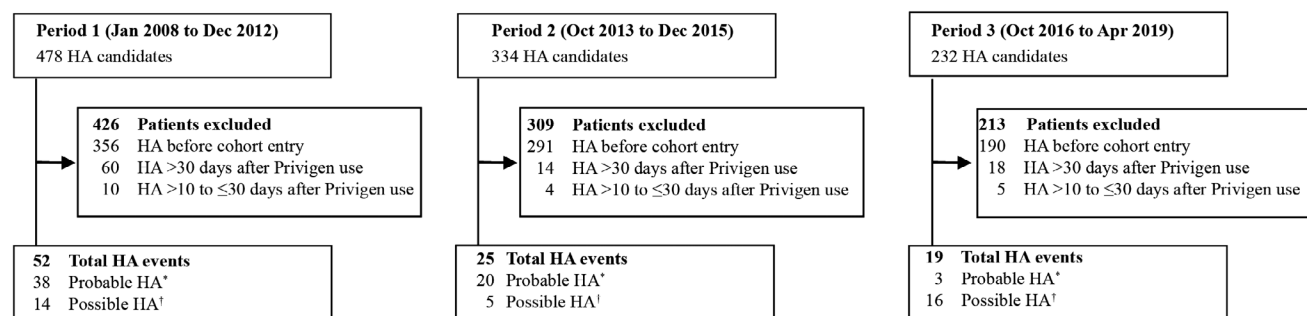 Period 1 (Jan 2008 to Dec 2012)
478 HA candidates
426 Patients excluded
356 HA before cohort entry
60 HA >30 days after Privigen use
10 HA >10 to ≤30 days after Privigen use
52 Total HA events
38 Probable HA*
14 Possible HA†
Period 2 (Oct 2013 to Dec 2015)
334 HA candidates
309 Patients excluded
291 HA before cohort entry
14 HA >30 days after Privigen use
4 HA >10 to ≤30 days after Privigen use
25 Total HA events
20 Probable HA*
5 Possible HA†
Period 3 (Oct 2016 to Apr 2019)
232 HA candidates
213 Patients excluded
190 HA before cohort entry
18 HA >30 days after Privigen use
5 HA >10 to ≤30 days after Privigen use
19 Total HA events
3 Probable HA*
16 Possible HA†